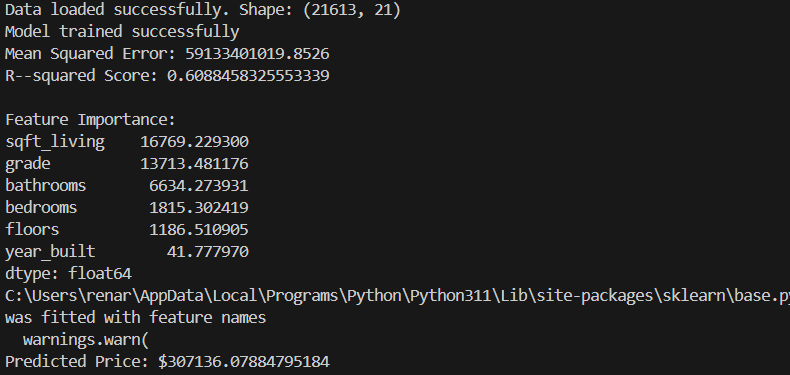 Data loaded successfully. Shape: (21613, 21)
Model trained successfully
Mean Squared Error: 59133401019.8526
R--squared Score: 0.6088458325553339
Feature Importance:
sqft_living 16769.229300
grade 13713.481176
bathrooms 6634.273931
bedrooms 1815.302419
floors 1186.510905
year_built 41.777970
dtype: float64
C:\Users\renar\AppData\Local\Programs\Python\Python311\Lib\site-packages\sklearn\base.py
was fitted with feature names
warnings.warn(
Predicted Price: $307136.07884795184